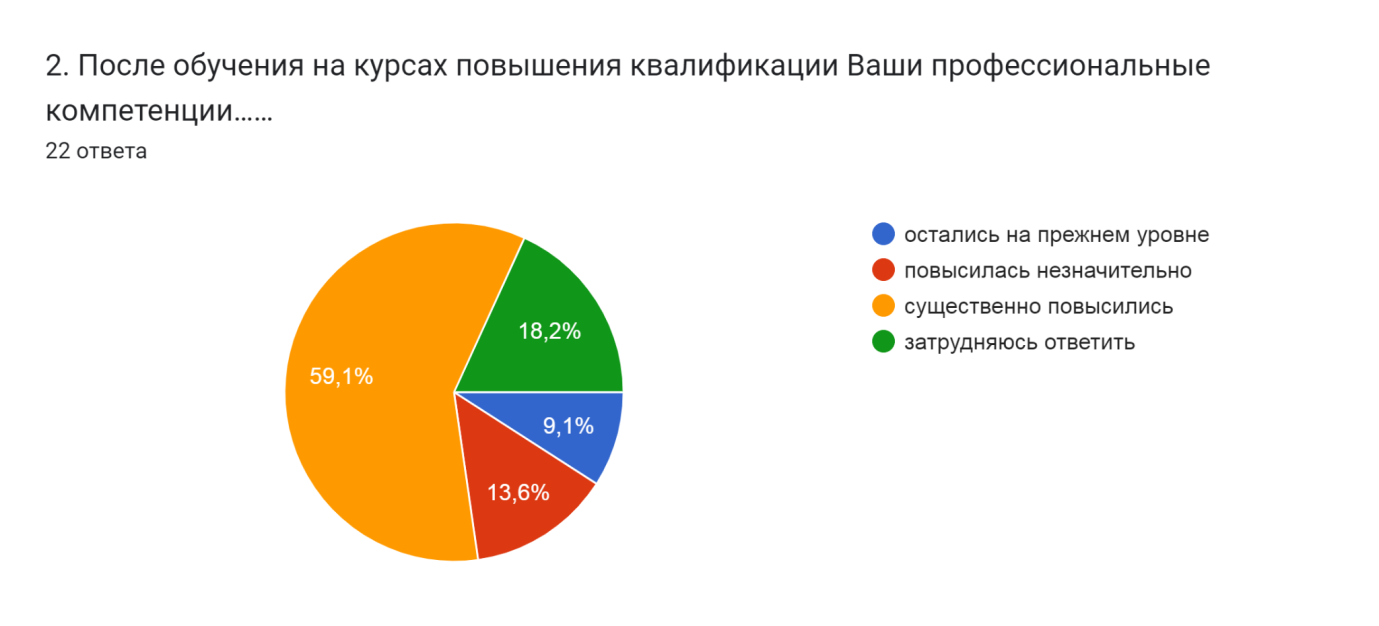 2. После обучения на курсах повышения квалификации Ваши профессиональные
компетенции……
22 ответа
остались на прежнем уровне
повысилась незначительно
существенно повысились
затрудняюсь ответить
18,2%
59,1%
9,1%
13,6%